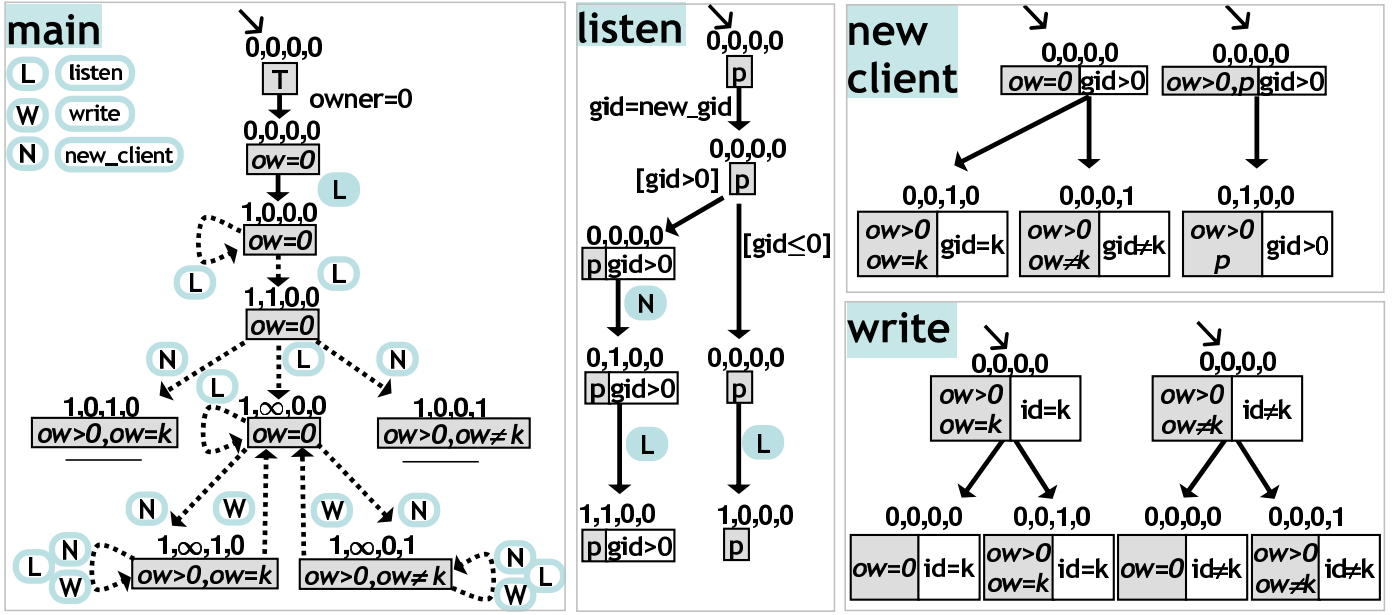 main
L listen
W write
N new_client
0,0,0,0
T
owner=0
0,0,0,0
ow=0
L
1,0,0,0
ow=0
L
L
1,1,0,0
ow=0
N
L
N
L
1,0,1,0
ow>0,ow=k
1,∞,0,0
ow=0
1,0,0,1
ow>0,ow≠k
N
W
W
N
1,∞,1,0
ow>0,ow=k
1,∞,0,1
ow>0,ow≠k
N
L
W
N
L
W
listen
0,0,0,0
p
gid=new_gid
0,0,0,0
p
[gid>0]
[gid≤0]
0,0,0,0
p gid>0
N
0,1,0,0
p gid>0
0,0,0,0
p
L
L
1,1,0,0
p gid>0
1,0,0,0
p
new
client
0,0,0,0
ow=0 gid>0
0,0,0,0
ow>0,p gid>0
0,0,1,0
ow>0
ow=k
gid=k
0,0,0,1
ow>0
ow≠k
gid≠k
0,1,0,0
ow>0
p
gid>0
write
0,0,0,0
ow>0
ow=k
id=k
0,0,0,0
ow>0
ow≠k
id≠k
0,0,0,0
ow=0 id=k
0,0,1,0
ow>0
ow=k
id=k
0,0,0,0
ow=0 id≠k
0,0,0,1
ow>0
ow≠k
id≠k